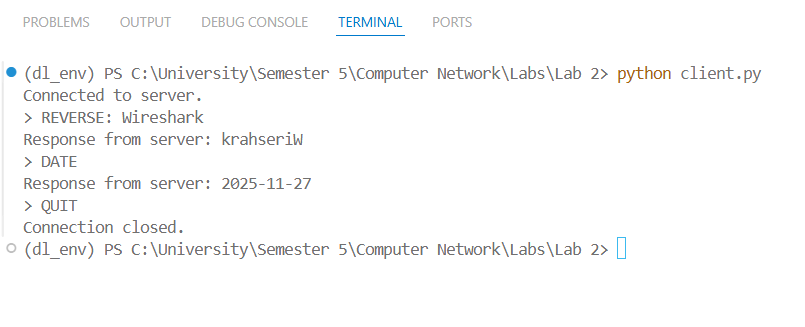 PROBLEMS OUTPUT DEBUG CONSOLE TERMINAL PORTS
(dl_env) PS C:\University\Semester 5\Computer Network\Labs\Lab 2> python client.py
Connected to server.
> REVERSE: Wireshark
Response from server: krahseriW
> DATE
Response from server: 2025-11-27
> QUIT
Connection closed.
(dl_env) PS C:\University\Semester 5\Computer Network\Labs\Lab 2>